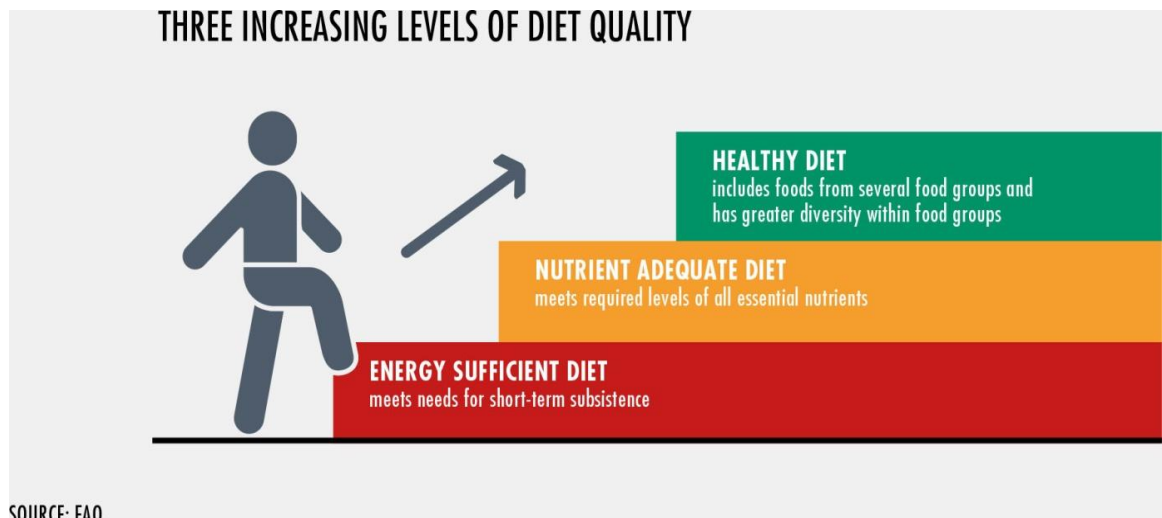 THREE INCREASING LEVELS OF DIET QUALITY
HEALTHY DIET
includes foods from several food groups and
has greater diversity within food groups
NUTRIENT ADEQUATE DIET
meets required levels of all essential nutrients
ENERGY SUFFICIENT DIET
meets needs for short-term subsistence
SOURCE: FAO